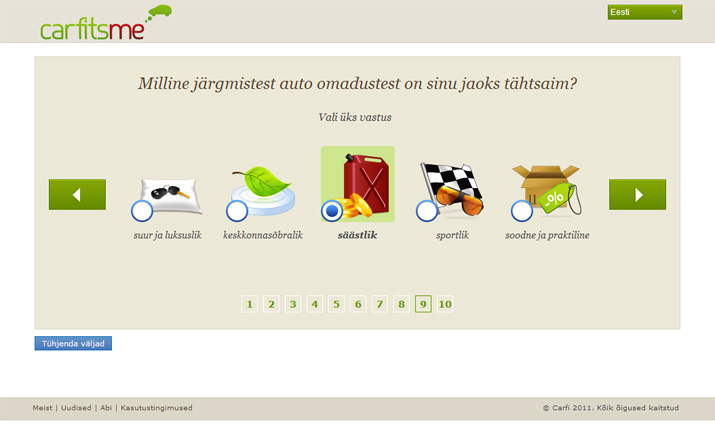 carfitsme
Eesti
Milline järgmistest auto omadustest on sinu jaoks tähtsaim?
Vali üks vastus
-%
suur ja luksuslik keskkonnasõbralik säästlik sportlik soodne ja praktiline
1 2 3 4 5 6 7 8 9 10
Tühjenda väljad
Meist | Uudised | Abi | Kasutustingimused © Carfi 2011. Kõik õigused kaitstud